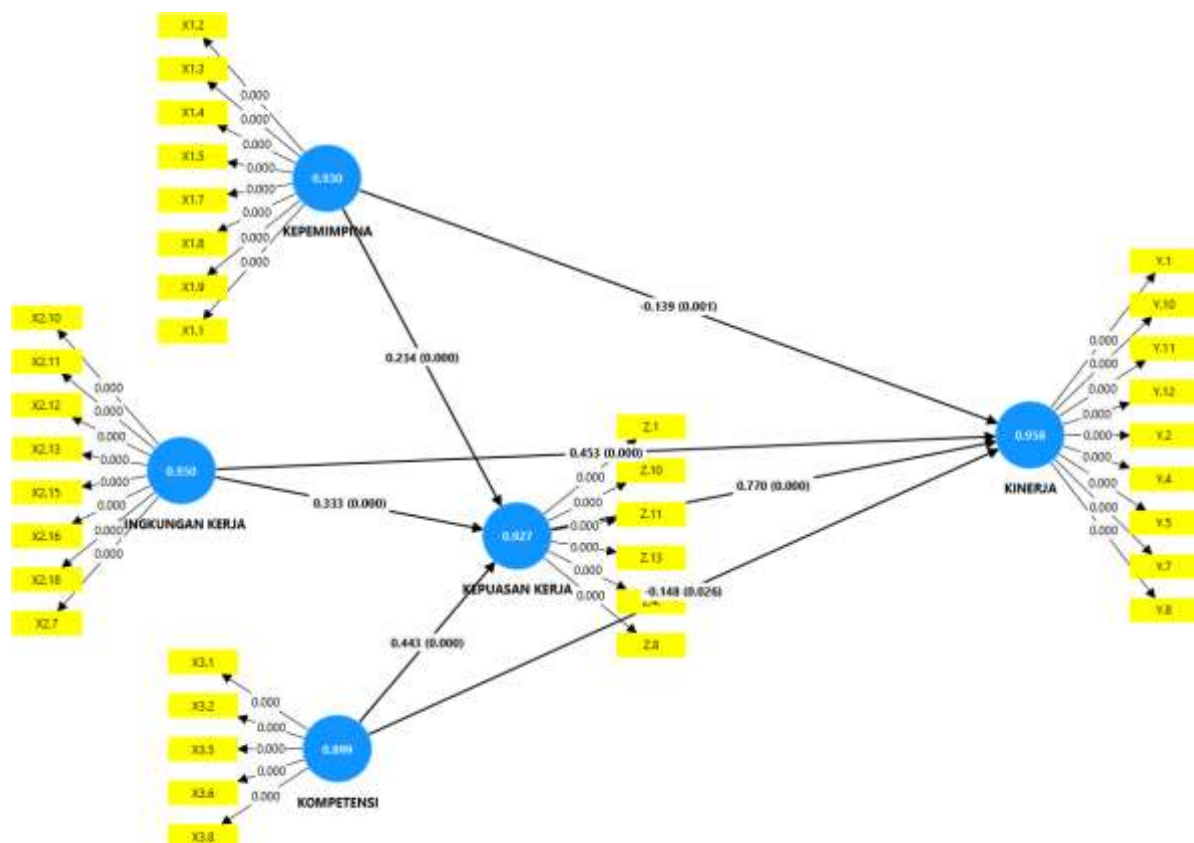 X1.2
X1.3
X1.4
X1.5
X1.7
X1.8
X1.9
X1.1
0.000
0.000
0.000
0.000
0.000
0.000
0.000
0.000
0.930
KEPEMIMPINA
-0.139 (0.001)
0.234 (0.000)
X2.10
X2.11
X2.12
X2.13
X2.15
X2.16
X2.18
X2.7
0.000
0.000
0.000
0.000
0.000
0.000
0.000
0.000
0.950
INGKUNGAN KERJA
0.453 (0.000)
0.333 (0.000)
Z.1
Z.10
Z.11
Z.13
Z.8
0.000
0.000
0.000
0.000
0.000
0.000
0.927
KEPUASAN KERJA
0.770 (0.000)
-0.148 (0.026)
0.443 (0.000)
X3.1
X3.2
X3.5
X3.6
X3.8
0.000
0.000
0.000
0.000
0.000
0.899
KOMPETENSI
Y.1
Y.10
Y.11
Y.12
Y.2
Y.4
Y.5
Y.7
Y.8
0.000
0.000
0.000
0.000
0.000
0.000
0.000
0.000
0.000
0.958
KINERJA